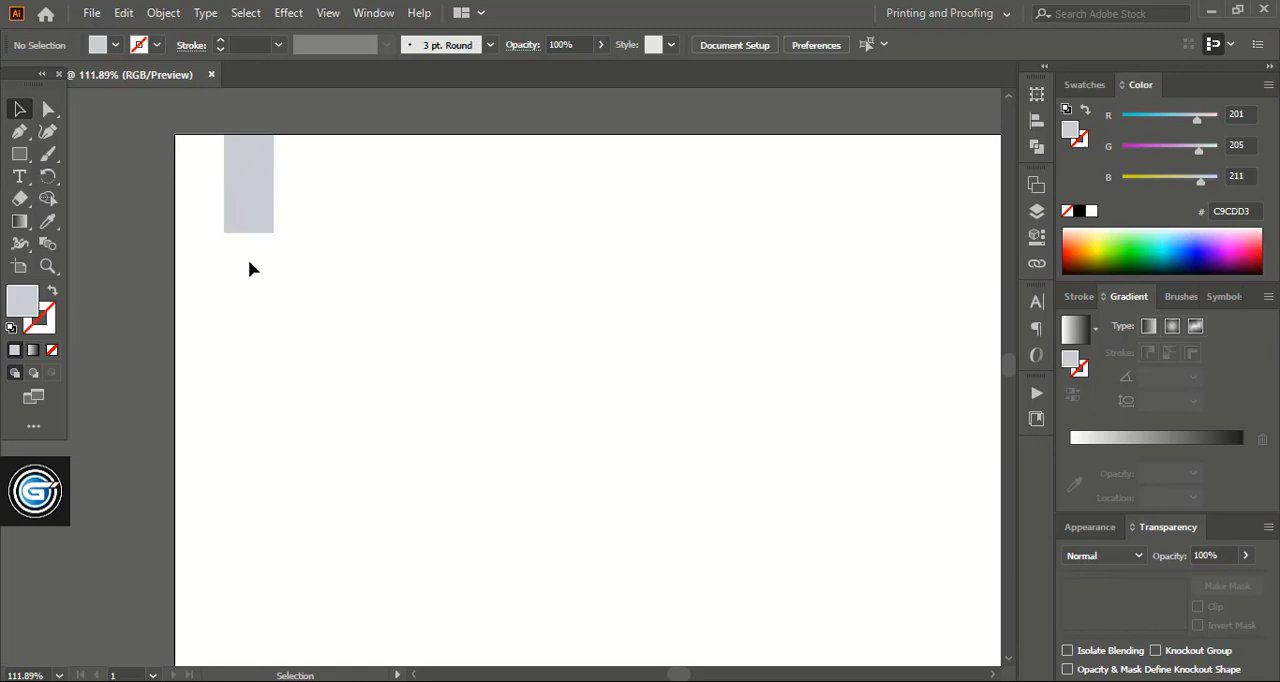 Ai File Edit Object Type Select Effect View Window Help Printing and Proofing Search Adobe Stock
No Selection Stroke: 3 pt. Round Opacity: 100% Style: Document Setup Preferences
@ 111.89% (RGB/Preview)
Swatches Color
R 201
G 205
B 211
# C9CDD3
Stroke Gradient Brushes Symbol:
Type:
Stroke:
Opacity:
Location:
Appearance Transparency
Normal Opacity: 100%
Make Mask
Clip
Invert Mask
Isolate Blending Knockout Group
Opacity & Mask Define Knockout Shape
111.89% 1 Selection